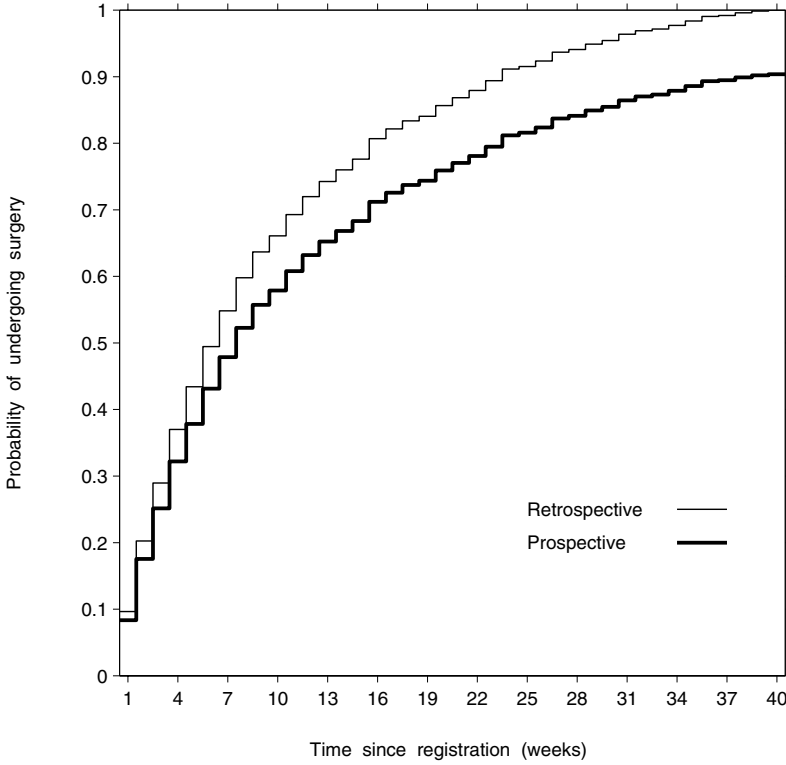 1
0.9
0.8
0.7
0.6
0.5
0.4
0.3
0.2
0.1
0
Probability of undergoing surgery
Retrospective
Prospective
1 4 7 10 13 16 19 22 25 28 31 34 37 40
Time since registration (weeks)